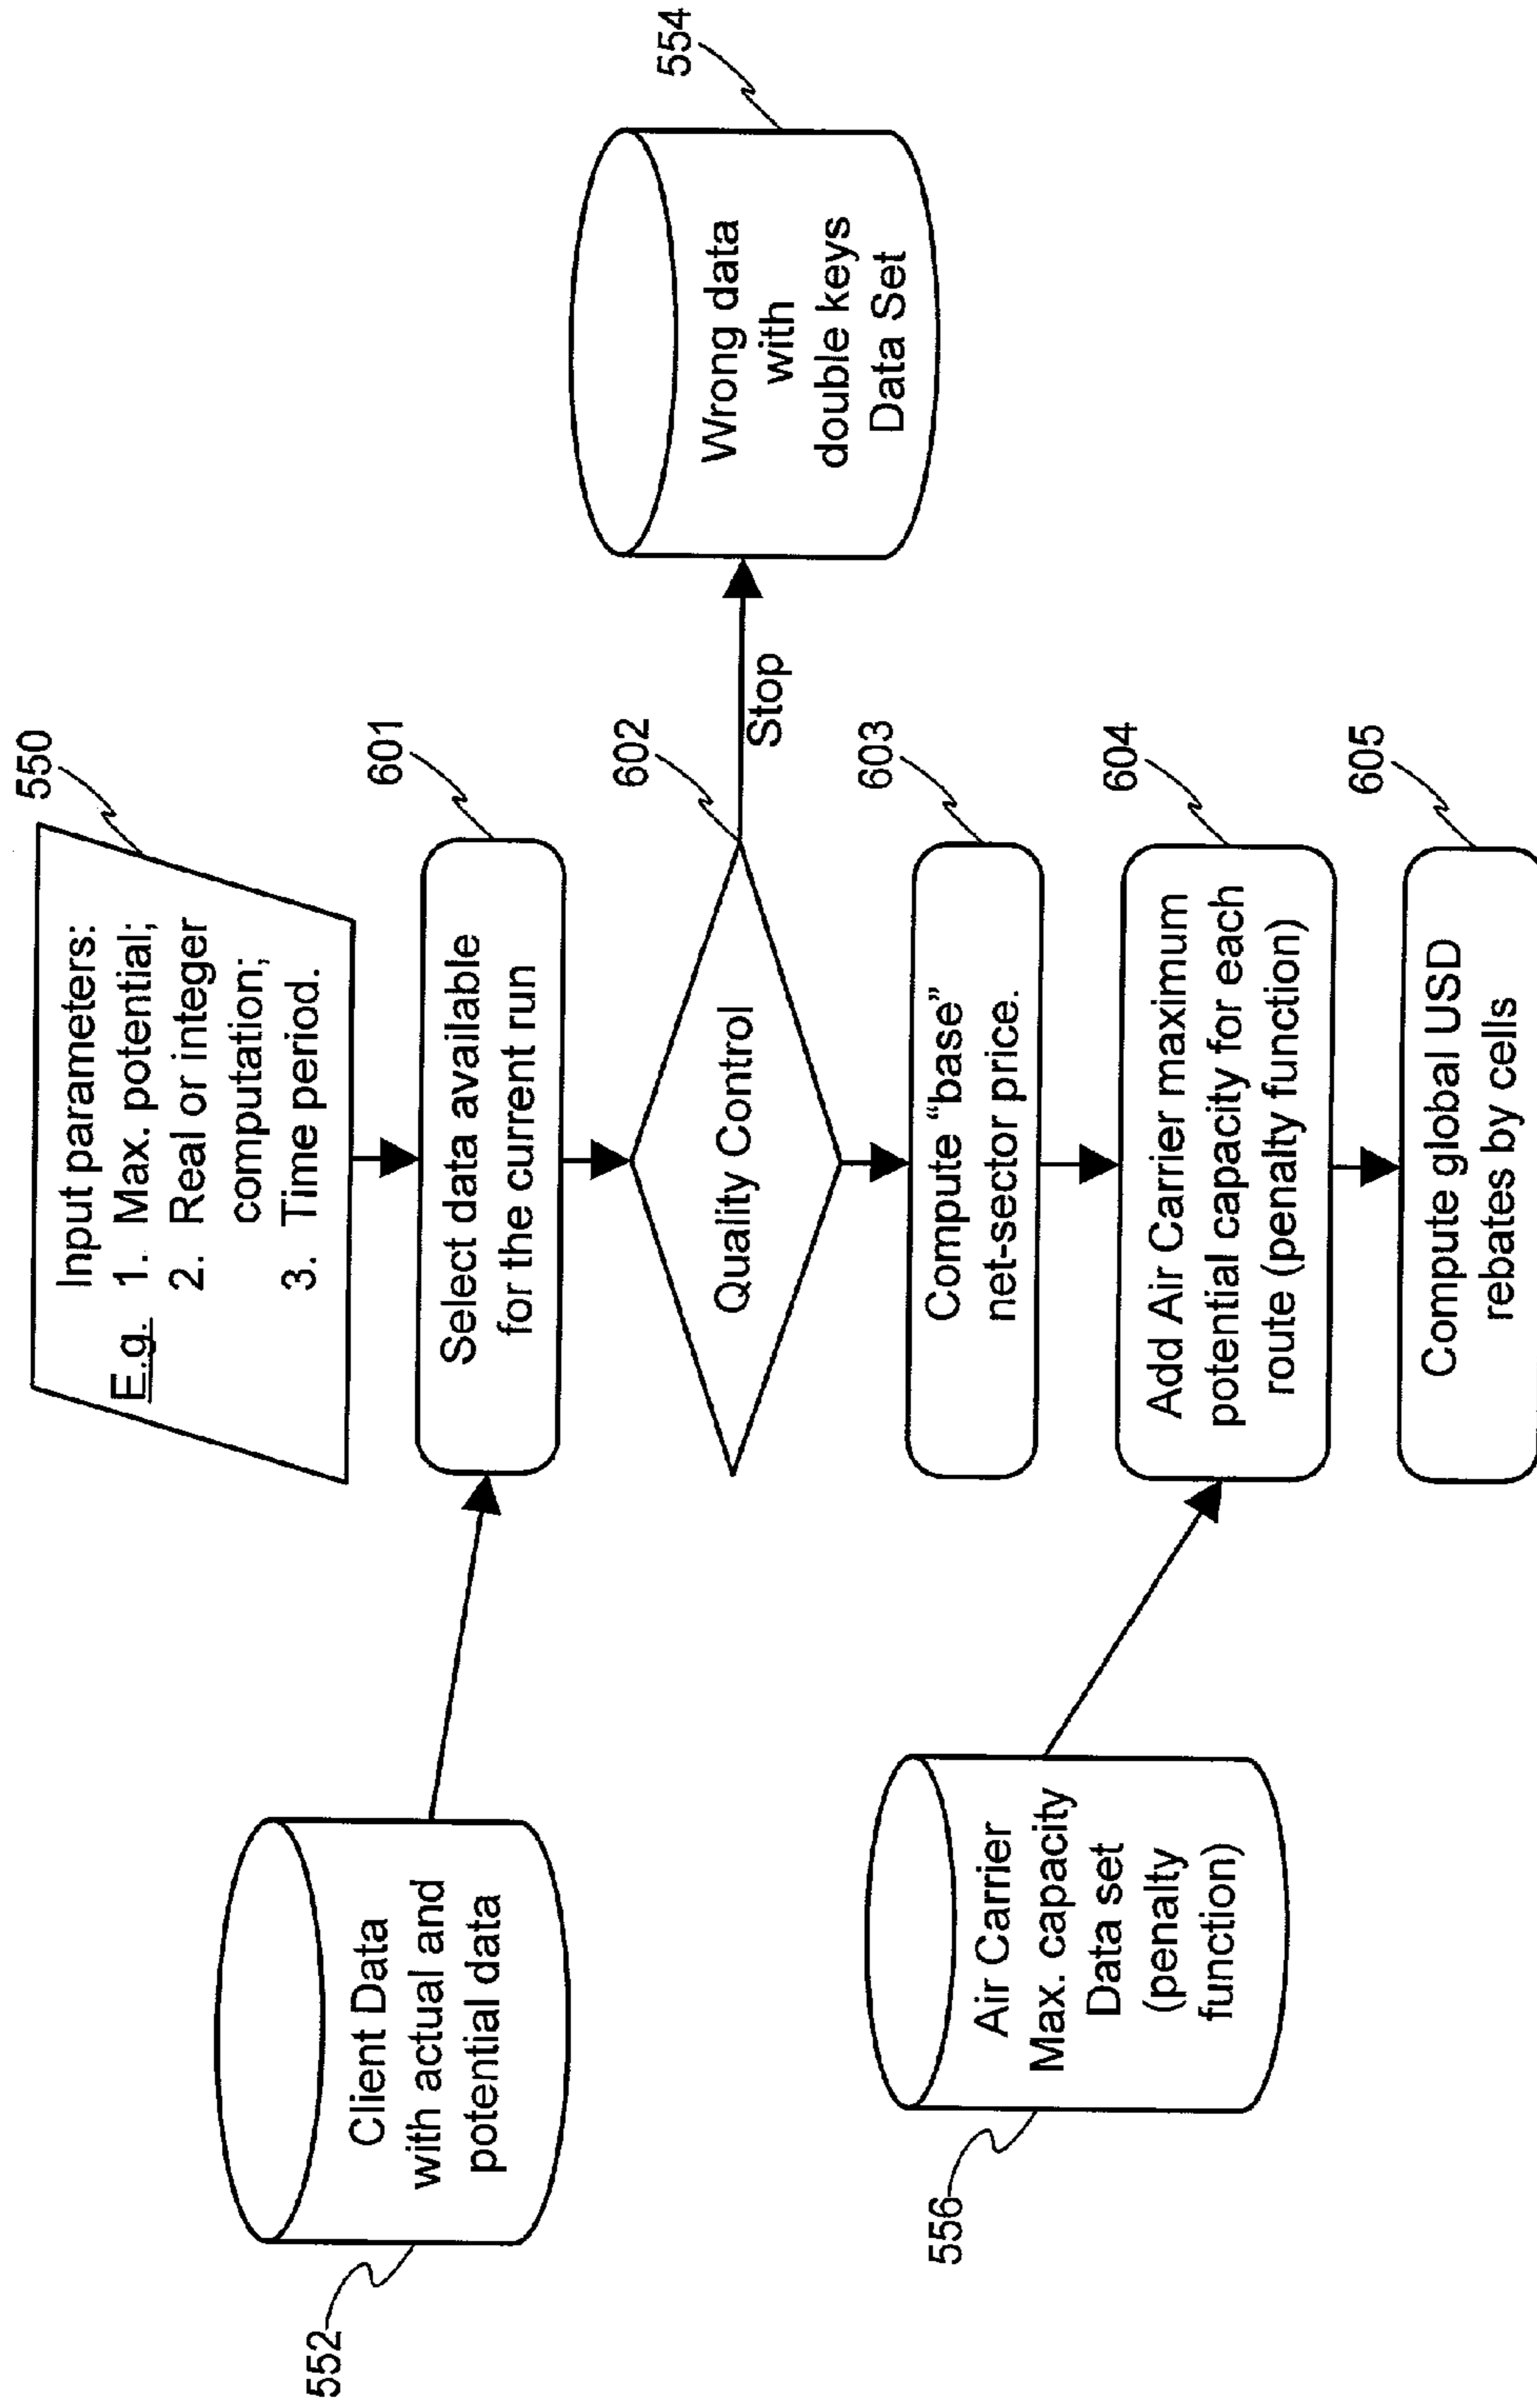 550
Input parameters:
E.g. 1. Max. potential;
2. Real or integer
computation;
3. Time period.
552
Client Data
with actual and
potential data
601
Select data available
for the current run
602
Quality Control
Stop
554
Wrong data
with
double keys
Data Set
603
Compute “base”
net-sector price.
556
Air Carrier
Max. capacity
Data set
(penalty
function)
604
Add Air Carrier maximum
potential capacity for each
route (penalty function)
605
Compute global USD
rebates by cells